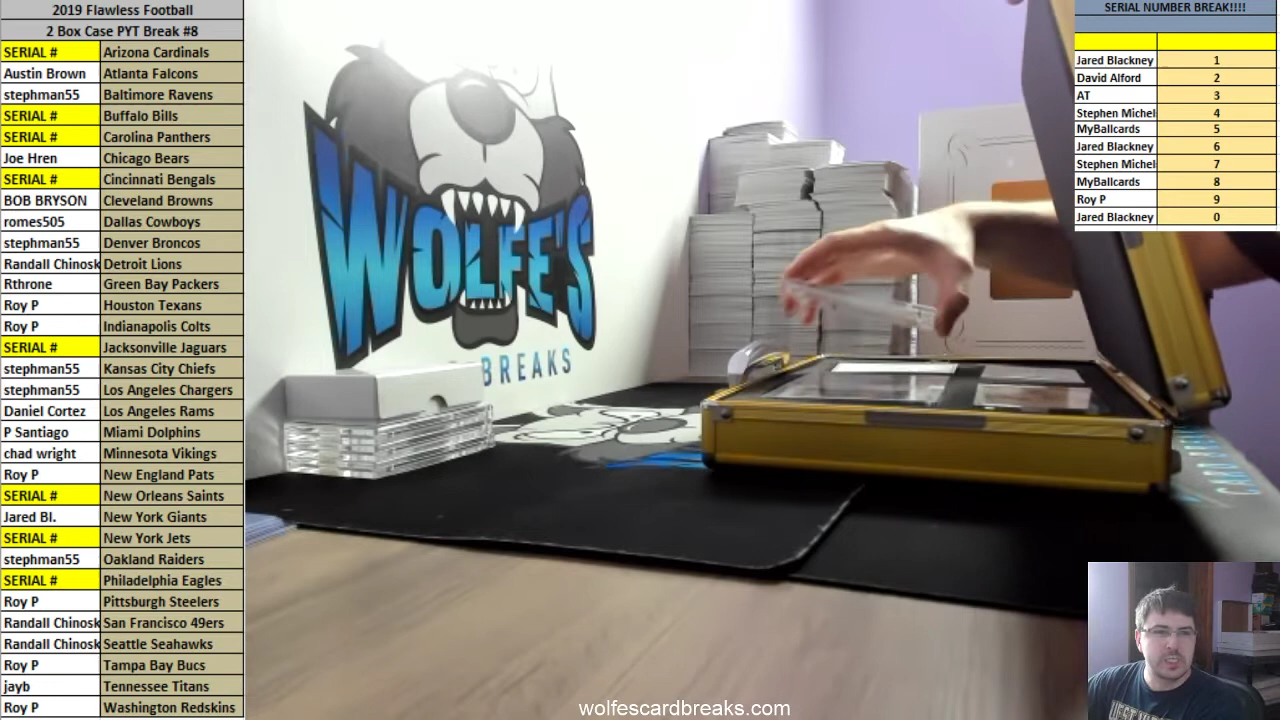 2019 Flawless Football
2 Box Case PYT Break #8
SERIAL # Arizona Cardinals
Austin Brown Atlanta Falcons
stephman55 Baltimore Ravens
SERIAL # Buffalo Bills
SERIAL # Carolina Panthers
Joe Hren Chicago Bears
SERIAL # Cincinnati Bengals
BOB BRYSON Cleveland Browns
romes505 Dallas Cowboys
stephman55 Denver Broncos
Randall Chinosk Detroit Lions
Rthrone Green Bay Packers
Roy P Houston Texans
Roy P Indianapolis Colts
SERIAL # Jacksonville Jaguars
stephman55 Kansas City Chiefs
stephman55 Los Angeles Chargers
Daniel Cortez Los Angeles Rams
P Santiago Miami Dolphins
chad wright Minnesota Vikings
Roy P New England Pats
SERIAL # New Orleans Saints
Jared Bl. New York Giants
SERIAL # New York Jets
stephman55 Oakland Raiders
SERIAL # Philadelphia Eagles
Roy P Pittsburgh Steelers
Randall Chinosk San Francisco 49ers
Randall Chinosk Seattle Seahawks
Roy P Tampa Bay Bucs
jayb Tennessee Titans
Roy P Washington Redskins
WOLFE'S
BREAKS
SERIAL NUMBER BREAK!!!!
Jared Blackney 1
David Alford 2
AT 3
Stephen Michel 4
MyBallcards 5
Jared Blackney 6
Stephen Michel 7
MyBallcards 8
Roy P 9
Jared Blackney 0
wolfescardbreaks.com